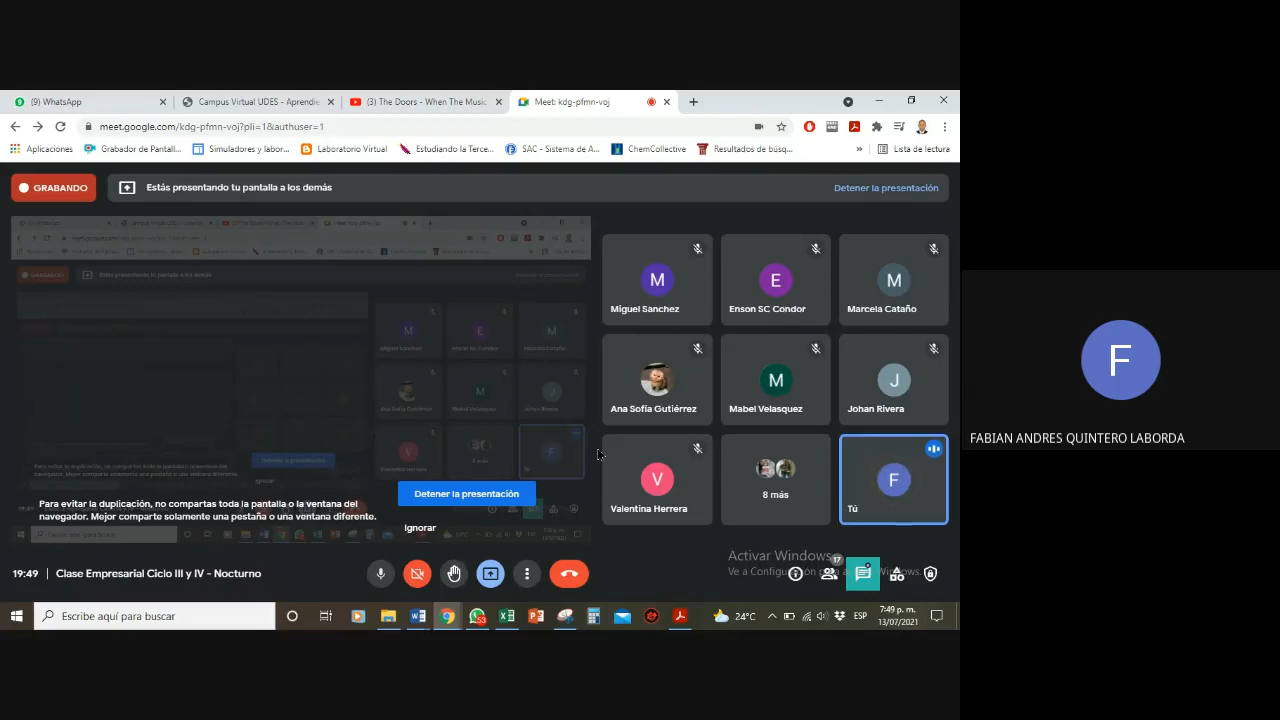 (9) WhatsApp
Campus Virtual UDES - Aprendie
(3) The Doors - When The Music
Meet: kdg-pfmn-voj
meet.google.com/kdg-pfmn-voj?pli=1&authuser=1
Aplicaciones
Grabador de Pantall...
Simuladores y labor...
Laboratorio Virtual
Estudiando la Terce...
SAC - Sistema de A...
ChemCollective
Resultados de búsq...
»
Lista de lectura
GRABANDO
Estás presentando tu pantalla a los demás
Detener la presentación
M
Miguel Sanchez
E
Enson SC Condor
M
Marcela Cataño
Ana Sofía Gutiérrez
M
Mabel Velasquez
J
Johan Rivera
V
Valentina Herrera
8 más
F
Tú
F
FABIAN ANDRES QUINTERO LABORDA
Para evitar la duplicación, no compartas toda la pantalla o la ventana del
navegador. Mejor comparte solamente una pestaña o una ventana diferente.
Detener la presentación
Ignorar
Activar Windows
Ve a Configu
Windows.
19:49 | Clase Empresarial Ciclo III y IV - Nocturno
17
Escribe aquí para buscar
53
24°C
ESP
7:49 p. m.
13/07/2021